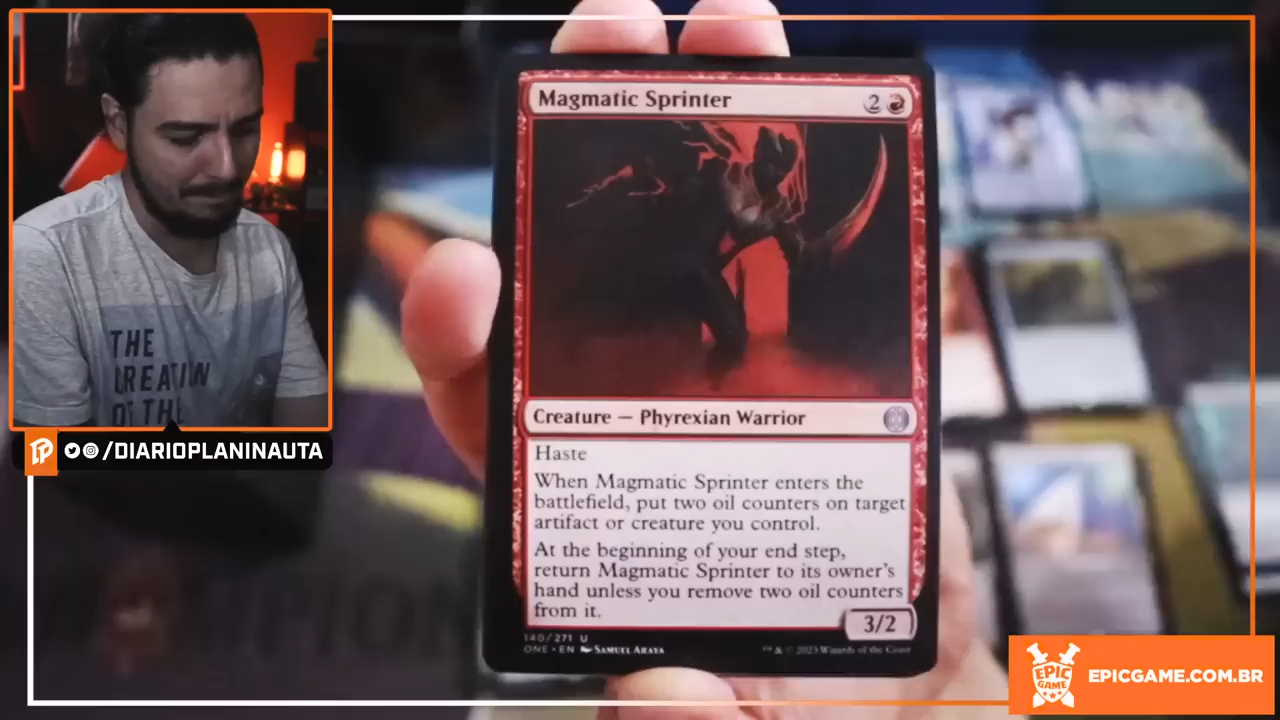 Magmatic Sprinter
2
Creature — Phyrexian Warrior
Haste
When Magmatic Sprinter enters the
battlefield, put two oil counters on target
artifact or creature you control.
At the beginning of your end step,
return Magmatic Sprinter to its owner's
hand unless you remove two oil counters
from it.
3/2
140/271 U
ONE • EN SAMUEL ARAYA
™ & © 2023 Wizards of the Coast
THE
CREATION
OF THE
/DIARIOPLANINAUTA
EPIC
GAME
EPICGAME.COM.BR